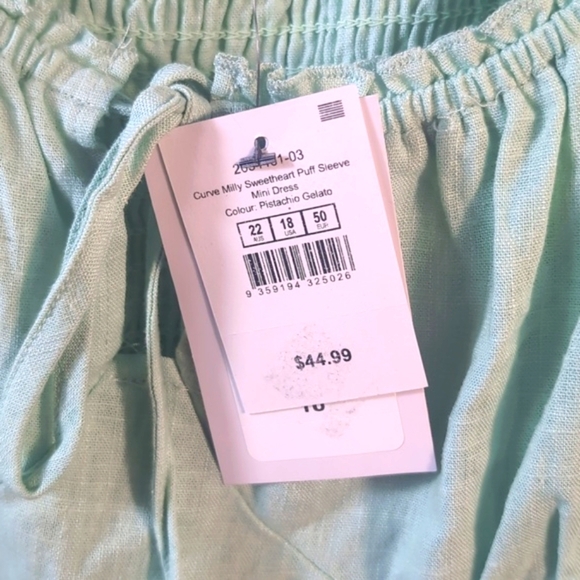 Curve Milly Sweetheart Puff Sleeve
Mini Dress
Colour: Pistachio Gelato
22 18 50
AUS USA EUR
9 359194 325026
$44.99